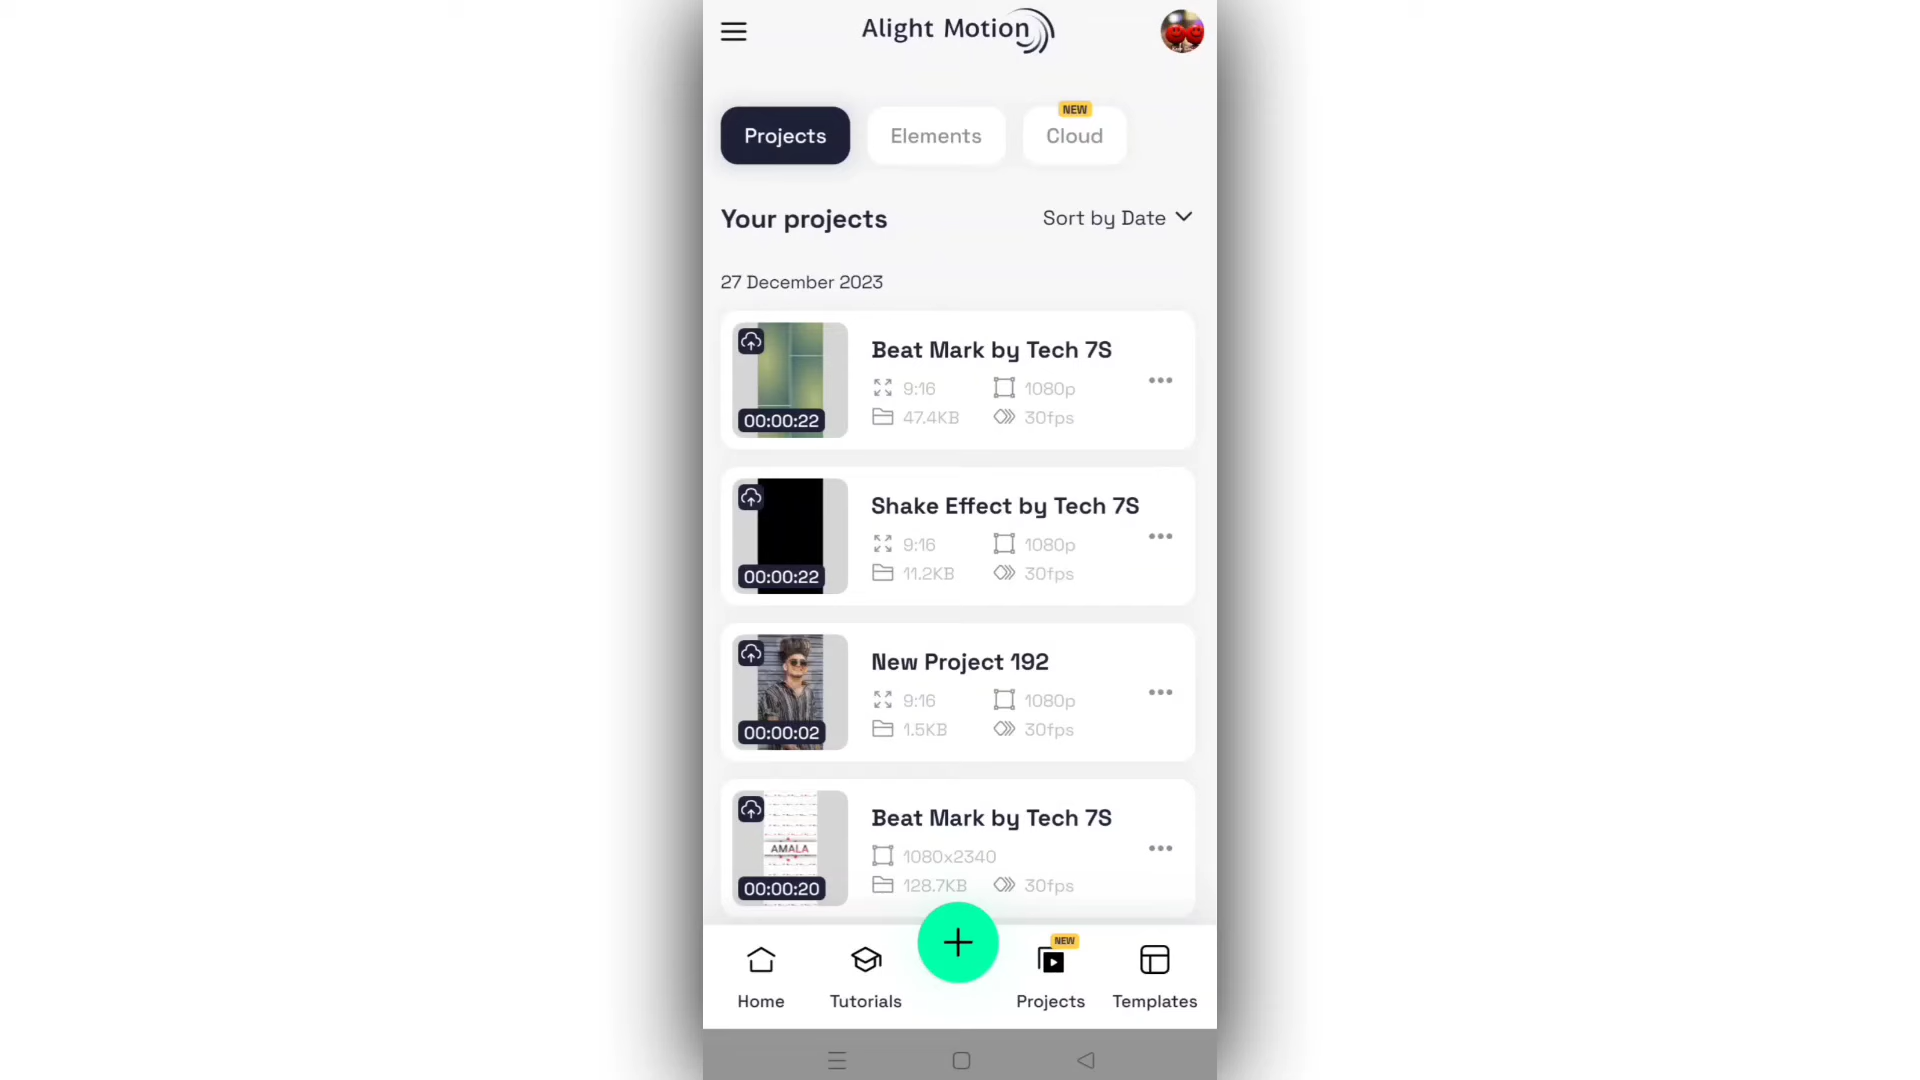 Alight Motion
Projects
Elements
NEW
Cloud
Your projects
Sort by Date
27 December 2023
00:00:22
Beat Mark by Tech 7S
9:16
1080p
47.4KB
30fps
00:00:22
Shake Effect by Tech 7S
9:16
1080p
11.2KB
30fps
00:00:02
New Project 192
9:16
1080p
1.5KB
30fps
AMALA
00:00:20
Beat Mark by Tech 7S
1080x2340
128.7KB
30fps
Home
Tutorials
NEW
Projects
Templates